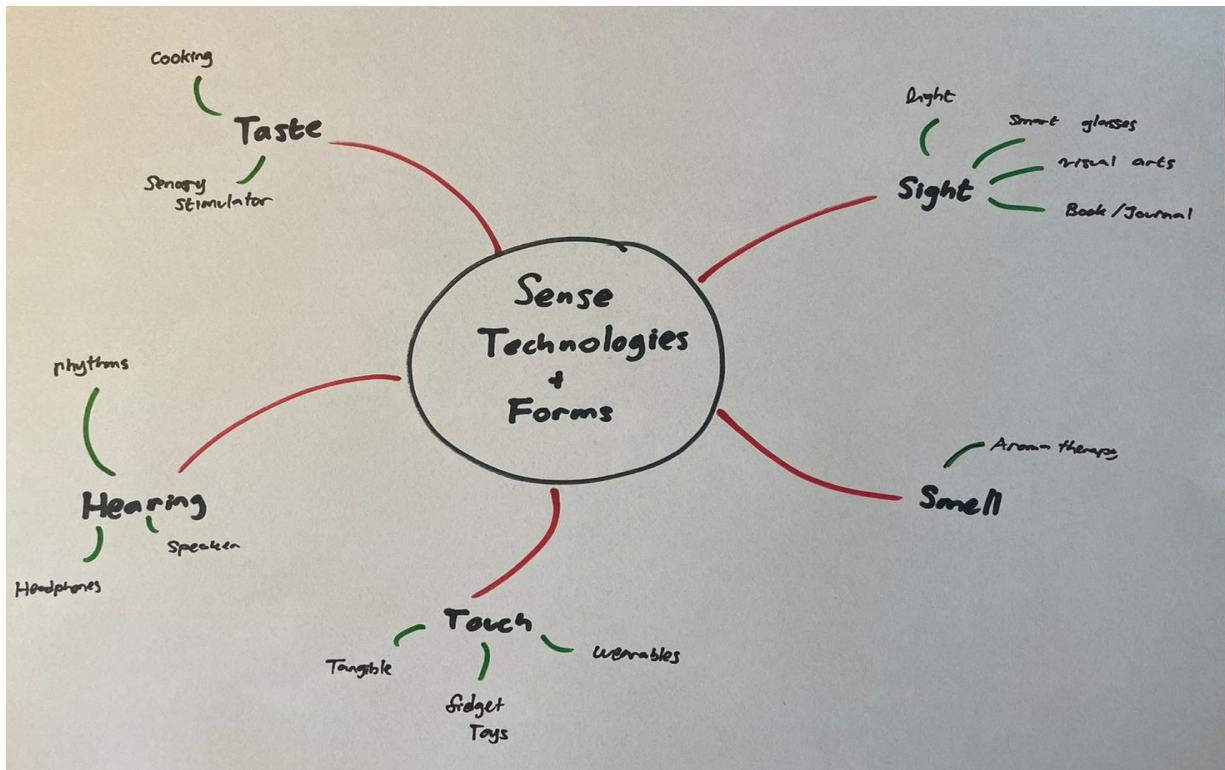 Sense
Technologies
+
Forms
Taste
Cooking
Sensory
Stimulator
Sight
Light
Smart glasses
visual arts
Book/Journal
Smell
Aroma therapy
Touch
Tangible
fidget
Toys
wearables
Hearing
rhythms
Speaker
Headphones